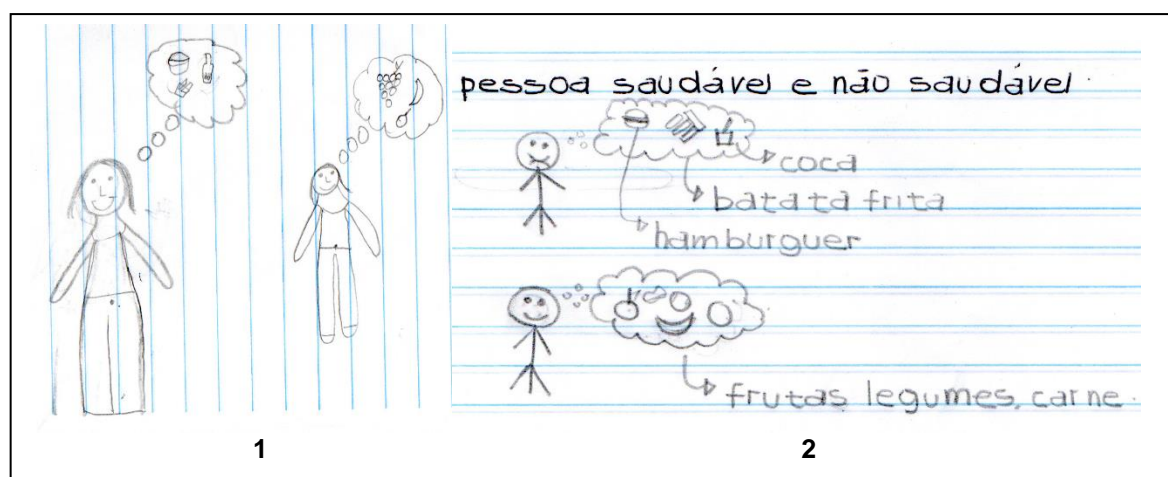 pessoa saudável e não saudável.
coca
batata frita
hamburguer
frutas legumes, carne.
1
2